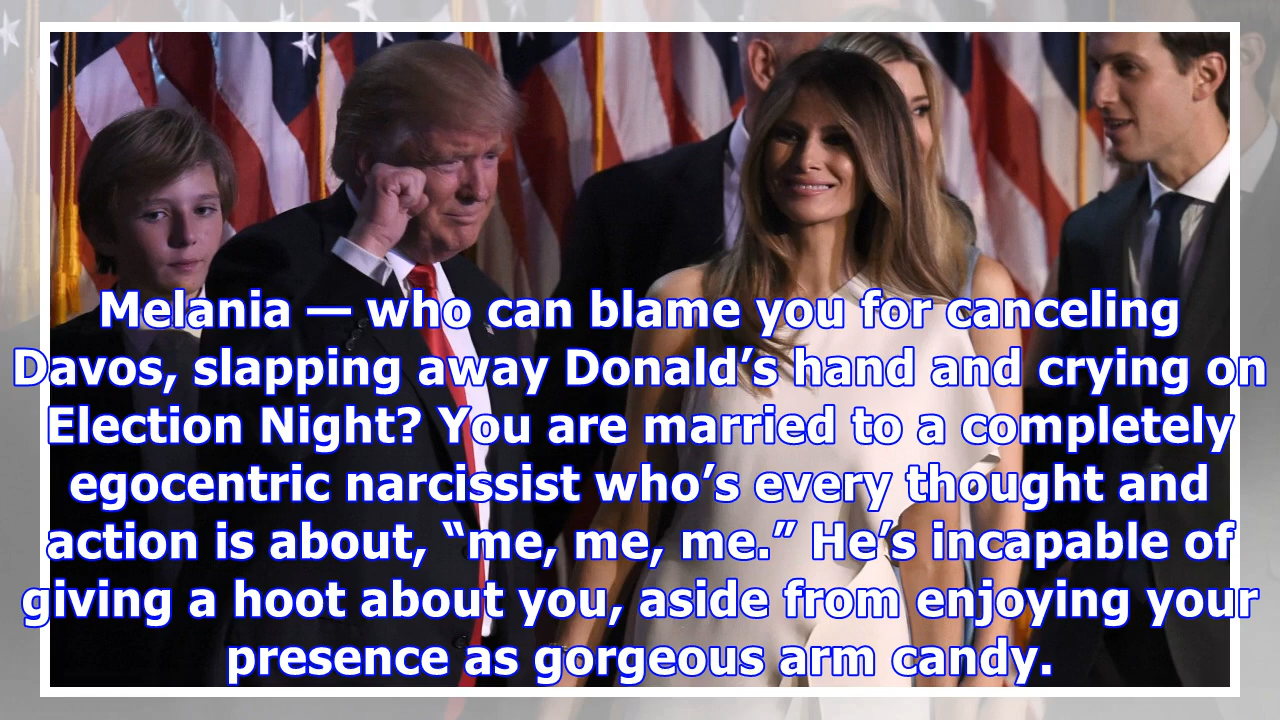 Melania — who can blame you for canceling
Davos, slapping away Donald’s hand and crying on
Election Night? You are married to a completely
egocentric narcissist who’s every thought and
action is about, “me, me, me.” He’s incapable of
giving a hoot about you, aside from enjoying your
presence as gorgeous arm candy.